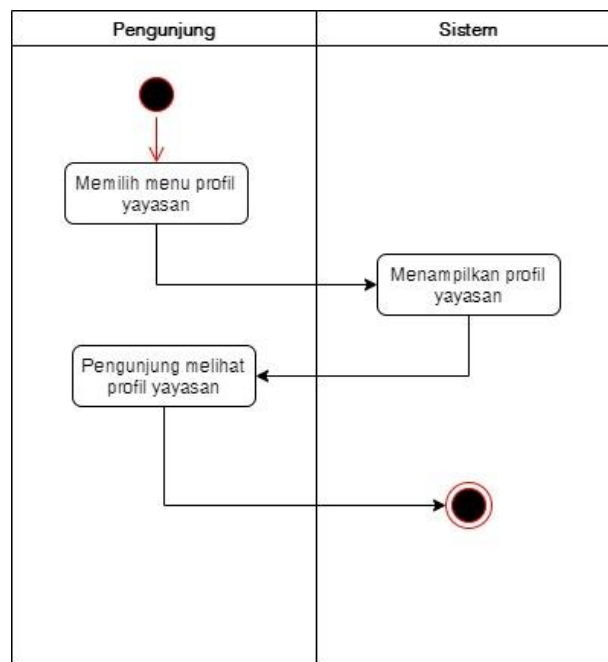 Pengunjung
Sistem
Memilih menu profil
yayasan
Menampilkan profil
yayasan
Pengunjung melihat
profil yayasan